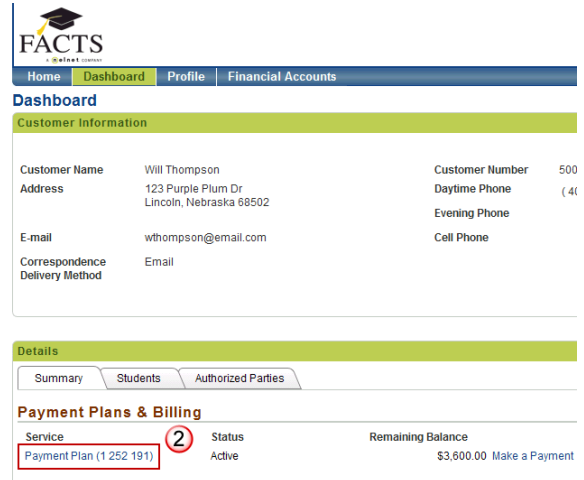 FACTS
a nelnet company
Home Dashboard Profile Financial Accounts
Dashboard
Customer Information
Customer Name Will Thompson Customer Number 500
Address 123 Purple Plum Dr Daytime Phone ( 40
Lincoln, Nebraska 68502
Evening Phone
E-mail wthompson@email.com Cell Phone
Correspondence Email
Delivery Method
Details
Summary Students Authorized Parties
Payment Plans & Billing
Service 2 Status Remaining Balance
Payment Plan (1 252 191) Active $3,600.00 Make a Payment